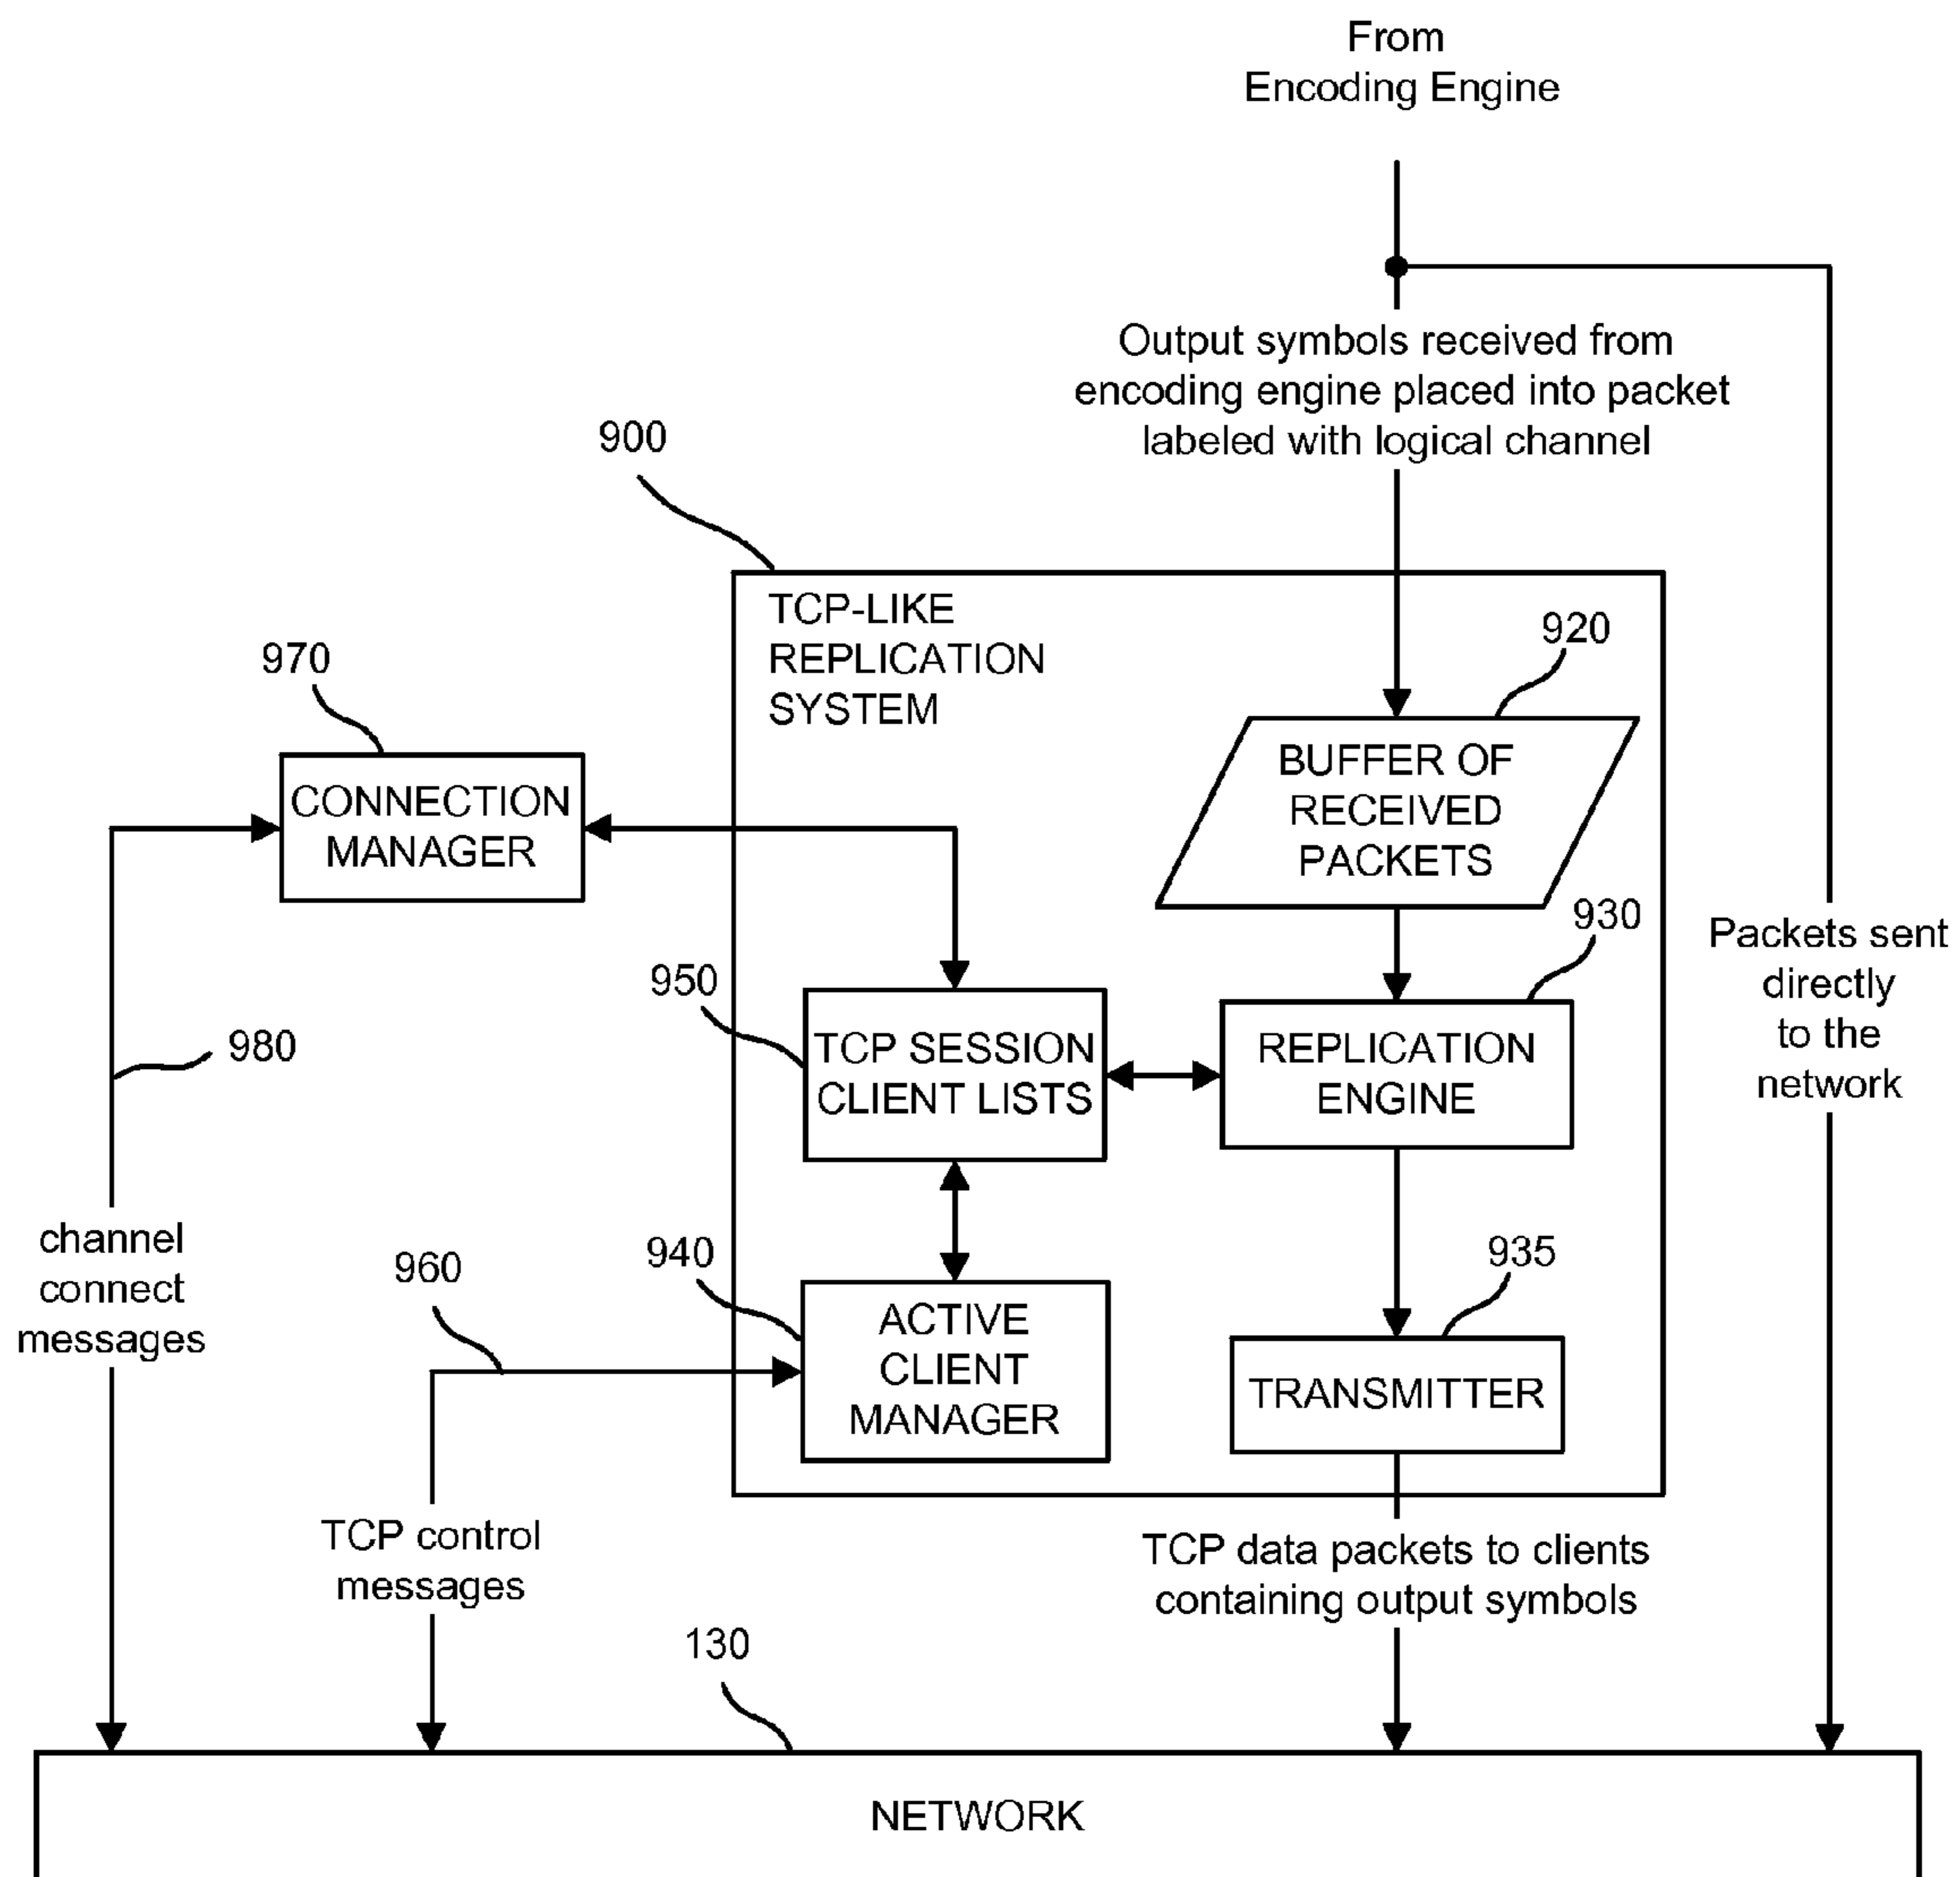 From
Encoding Engine
Output symbols received from
encoding engine placed into packet
labeled with logical channel
900
TCP-LIKE
REPLICATION
SYSTEM
920
970
BUFFER OF
RECEIVED
PACKETS
CONNECTION
MANAGER
930
Packets sent
directly
to the
network
950
TCP SESSION
CLIENT LISTS
REPLICATION
ENGINE
980
channel
connect
messages
960
940
935
ACTIVE
CLIENT
MANAGER
TRANSMITTER
TCP control
messages
TCP data packets to clients
containing output symbols
130
NETWORK